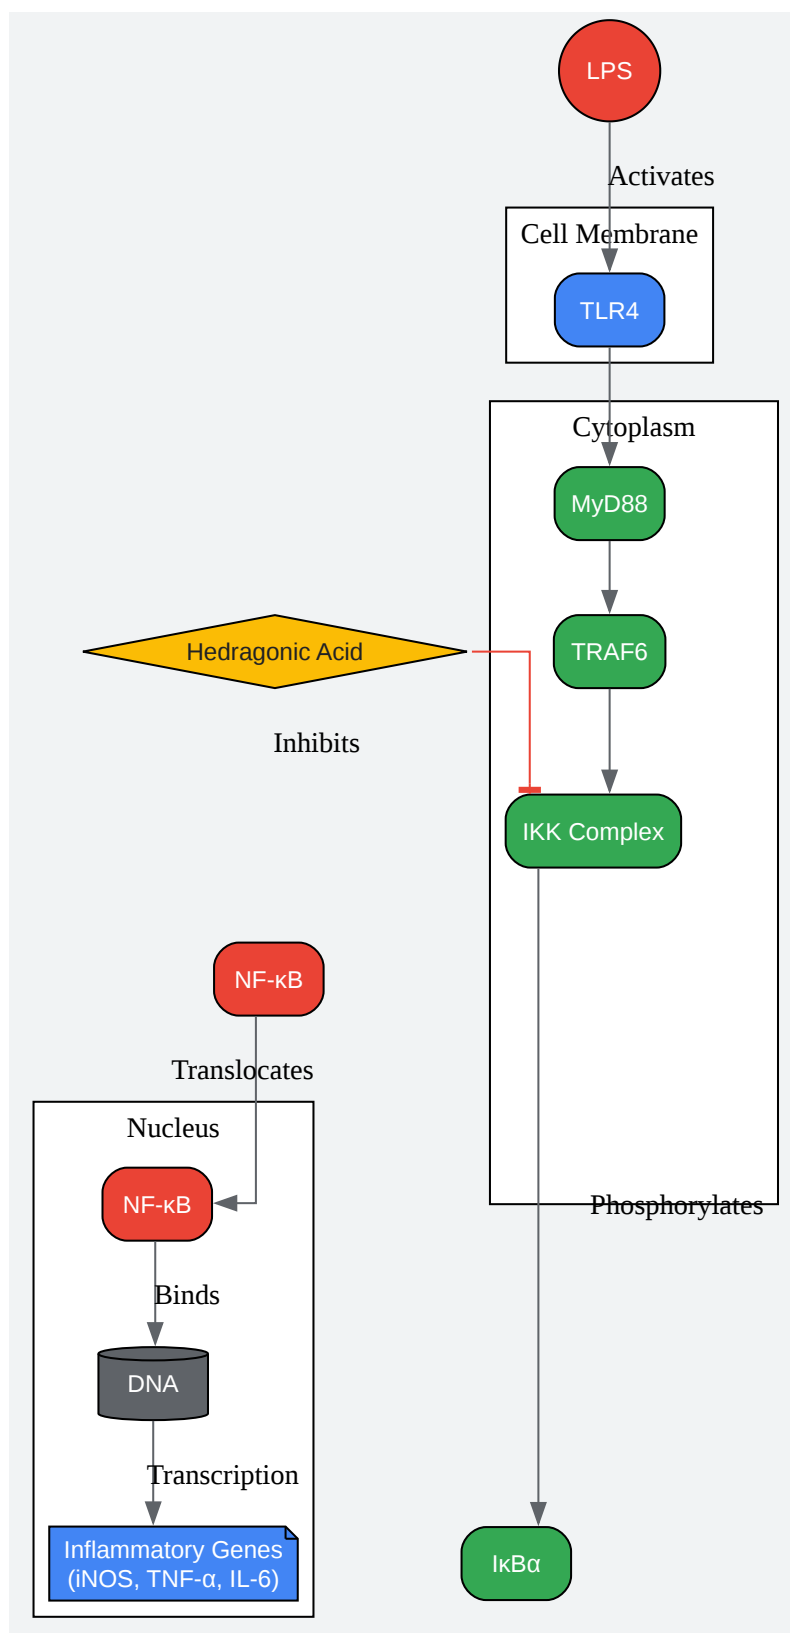 LPS
Activates
Cell Membrane
TLR4
Cytoplasm
MyD88
Hedragonic Acid
TRAF6
Inhibits
IKK Complex
NF-κB
Translocates
Nucleus
NF-κB
Phosphorylates
Binds
DNA
Transcription
Inflammatory Genes
(iNOS, TNF-α, IL-6)
IκBα